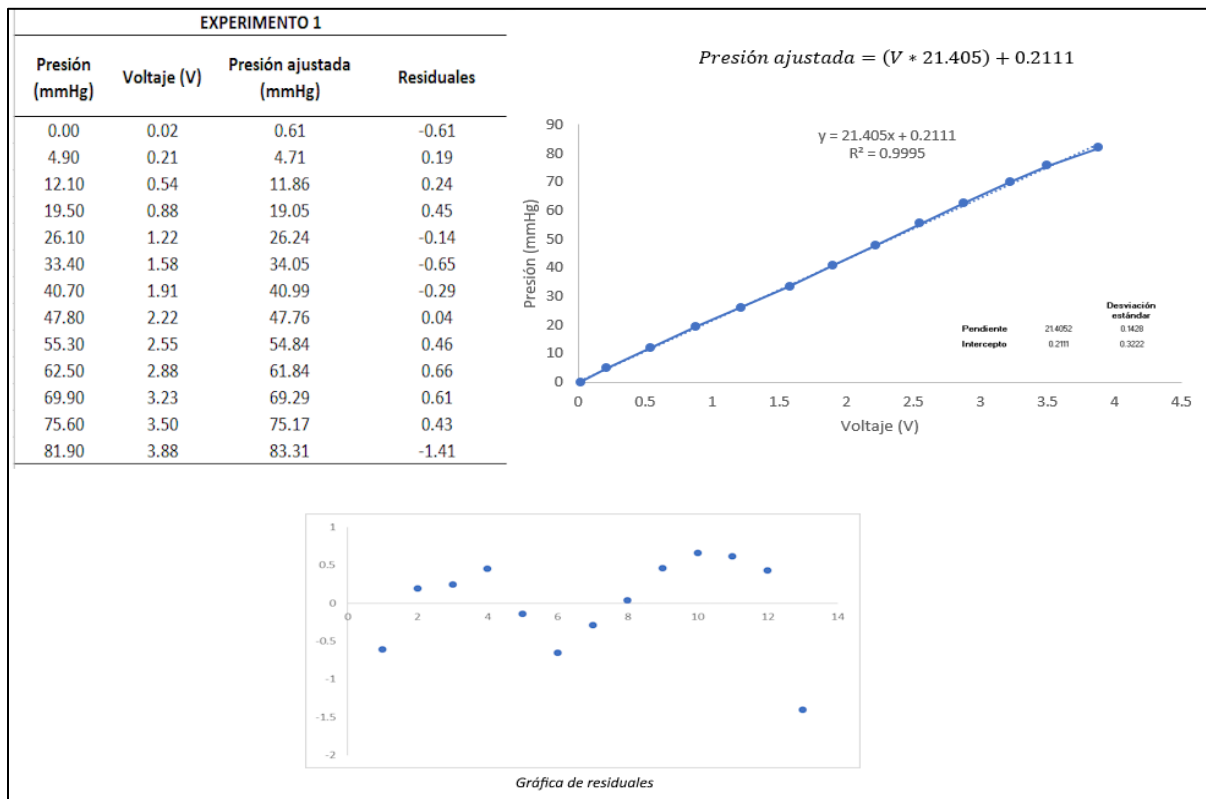 EXPERIMENTO 1
Presión (mmHg) Voltaje (V) Presión ajustada (mmHg) Residuales
0.00 0.02 0.61 -0.61
4.90 0.21 4.71 0.19
12.10 0.54 11.86 0.24
19.50 0.88 19.05 0.45
26.10 1.22 26.24 -0.14
33.40 1.58 34.05 -0.65
40.70 1.91 40.99 -0.29
47.80 2.22 47.76 0.04
55.30 2.55 54.84 0.46
62.50 2.88 61.84 0.66
69.90 3.23 69.29 0.61
75.60 3.50 75.17 0.43
81.90 3.88 83.31 -1.41
Presión ajustada = (V * 21.405) + 0.2111
y = 21.405x + 0.2111
R² = 0.9995
Presión (mmHg)
90
80
70
60
50
40
30
20
10
0
0 0.5 1 1.5 2 2.5 3 3.5 4 4.5
Voltaje (V)
Desviación
estándar
Pendiente 21.4052 0.1428
Intercepto 0.2111 0.3222
1
0.5
0
-0.5
-1
-1.5
-2
0 2 4 6 8 10 12 14
Gráfica de residuales